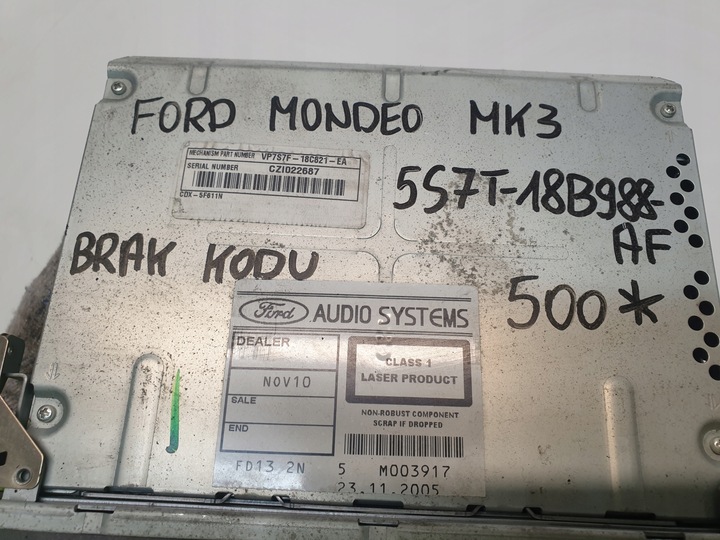 FORD MONDEO MK3
MECHANISM PART NUMBER VP7S7F-18C821-EA
SERIAL NUMBER CZI022687
CDX-5F611N
5S7T-18B988-
AF
BRAK KODU
500*
Ford AUDIO SYSTEMS
DEALER
NOV10
SALE
END
CLASS 1
LASER PRODUCT
NON-ROBUST COMPONENT
SCRAP IF DROPPED
FD13 2N 5 M003917
23.11.2005